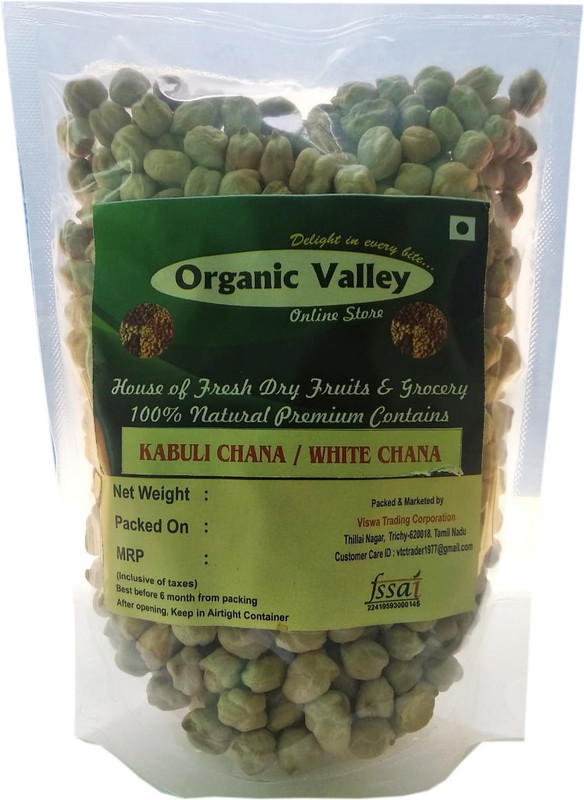 Delight in every bite...
Organic Valley
Online Store
House of Fresh Dry Fruits & Grocery
100% Natural Premium Contains
KABULI CHANA / WHITE CHANA
Net Weight :
Packed On :
MRP :
(Inclusive of taxes)
Best before 6 month from packing
After opening, Keep in Airtight Container
Packed & Marketed by
Viswa Trading Corporation
Thillai Nagar, Trichy-620018. Tamil Nadu
Customer Care ID : vtctrader1977@gmail.com
fssai
22419593000145